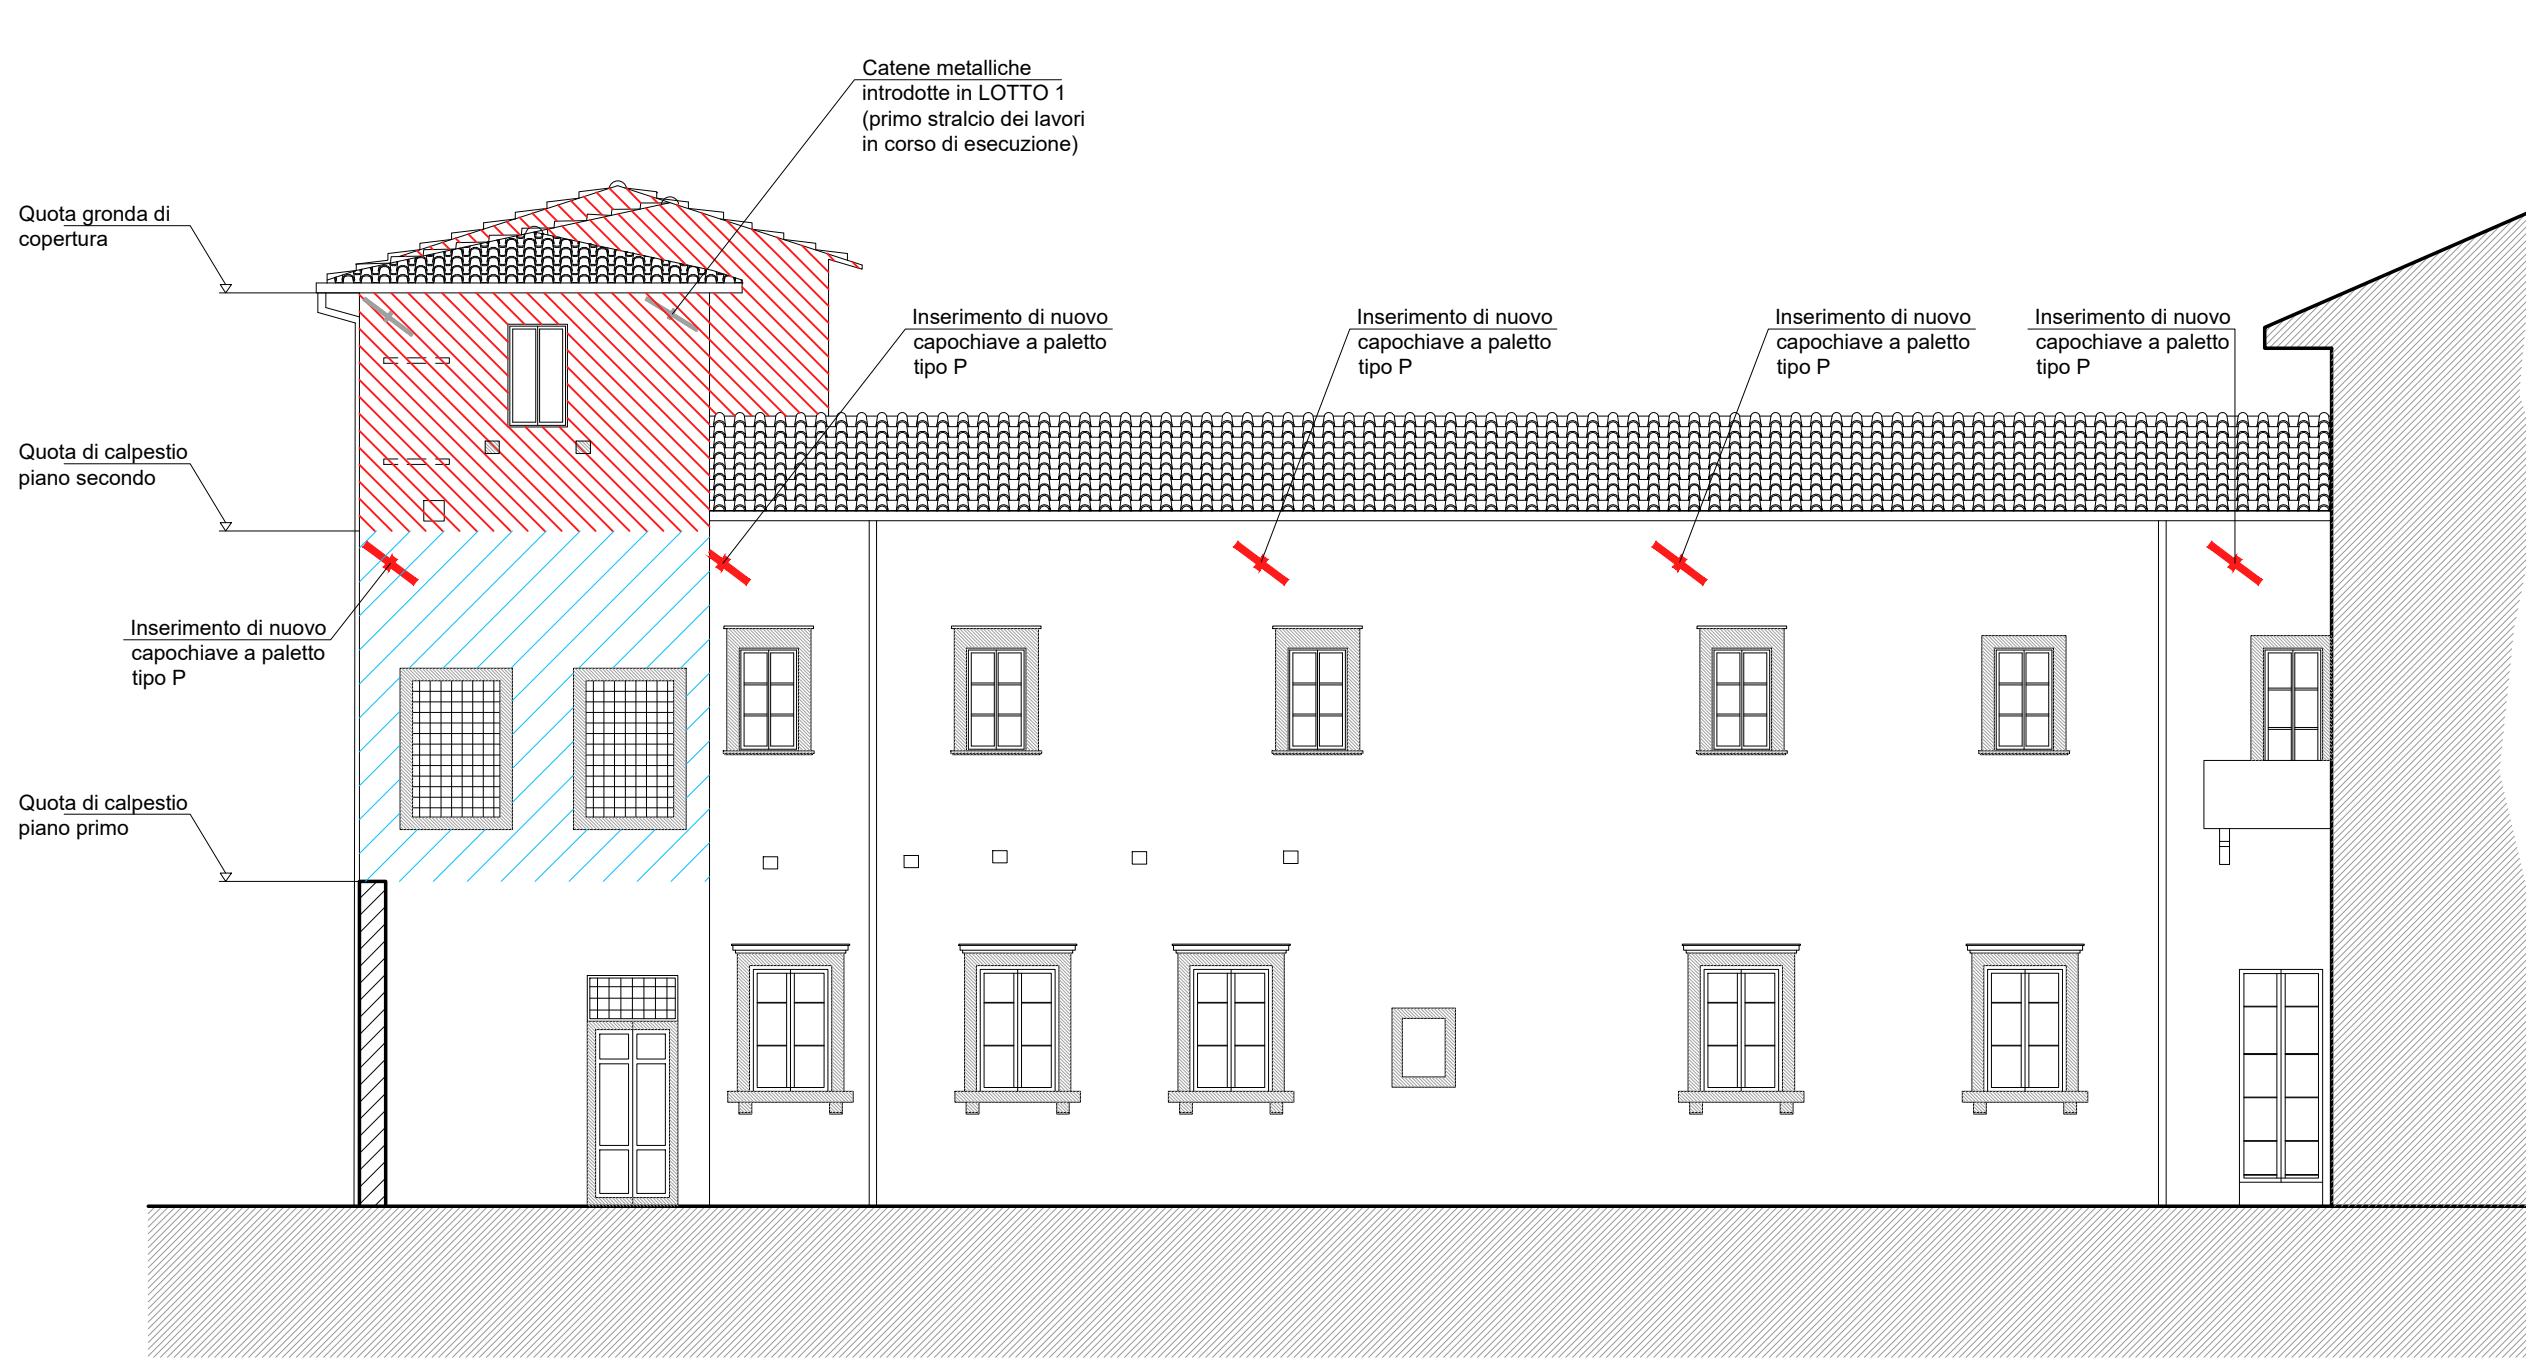 Catene metalliche
introdotte in LOTTO 1
(primo stralcio dei lavori
in corso di esecuzione)
Quota gronda di
copertura
Inserimento di nuovo
capochiave a paletto
tipo P
Inserimento di nuovo
capochiave a paletto
tipo P
Inserimento di nuovo
capochiave a paletto
tipo P
Inserimento di nuovo
capochiave a paletto
tipo P
Quota di calpestio
piano secondo
Inserimento di nuovo
capochiave a paletto
tipo P
Quota di calpestio
piano primo